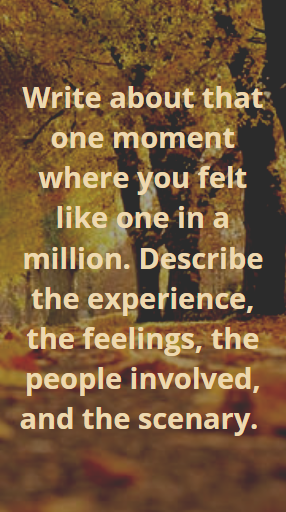 Write about that
one moment
where you felt
like one in a
million. Describe
the experience,
the feelings, the
people involved,
and the scenary.